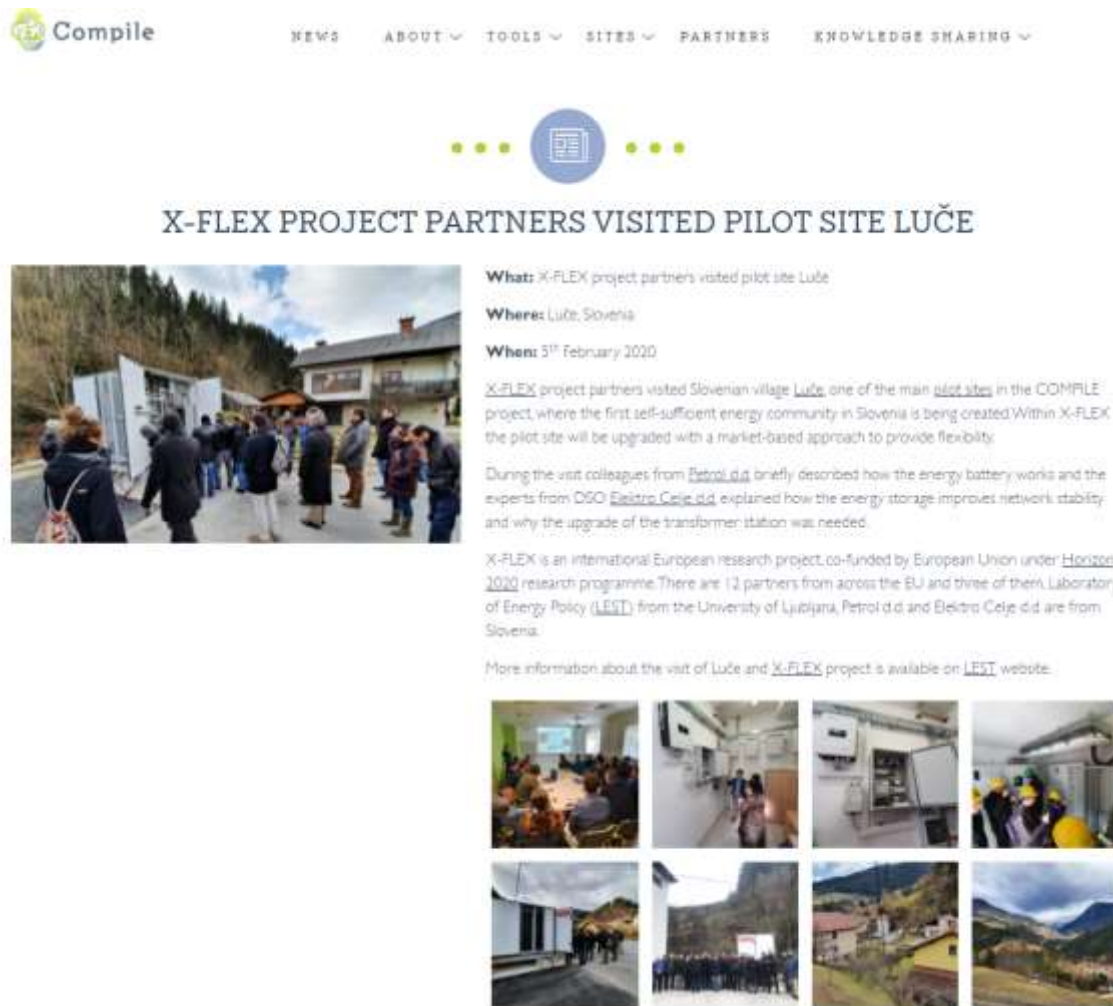 Compile
NEWS ABOUT TOOLS SITES PARTNERS KNOWLEDGE SHARING
X-FLEX PROJECT PARTNERS VISITED PILOT SITE LUČE
What: X-FLEX project partners visited pilot site Luče
Where: Luče, Slovenia
When: 5th February 2020
X-FLEX project partners visited Slovenian village Luče, one of the main pilot sites in the COMPILE
project, where the first self-sufficient energy community in Slovenia is being created. Within X-FLEX
the pilot site will be upgraded with a market-based approach to provide flexibility.
During the visit colleagues from Petrol d.d. briefly described how the energy battery works and the
experts from DSO Elektro Celje d.d. explained how the energy storage improves network stability
and why the upgrade of the transformer station was needed.
X-FLEX is an international European research project, co-funded by European Union under Horizon
2020 research programme. There are 12 partners from across the EU and three of them, Laborator
of Energy Policy (LEST) from the University of Ljubljana, Petrol d.d. and Elektro Celje d.d. are from
Slovenia.
More information about the visit of Luče and X-FLEX project is available on LEST website.